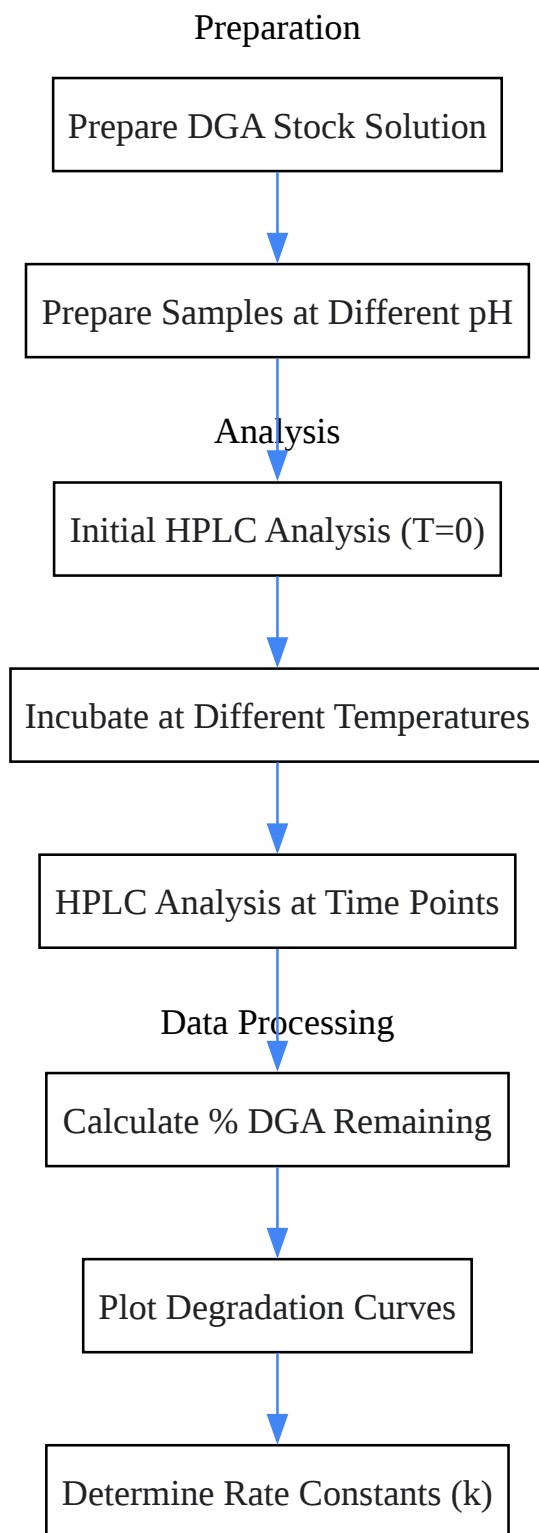 Preparation
Prepare DGA Stock Solution
Prepare Samples at Different pH
Analysis
Initial HPLC Analysis (T=0)
Incubate at Different Temperatures
HPLC Analysis at Time Points
Data Processing
Calculate % DGA Remaining
Plot Degradation Curves
Determine Rate Constants (k)